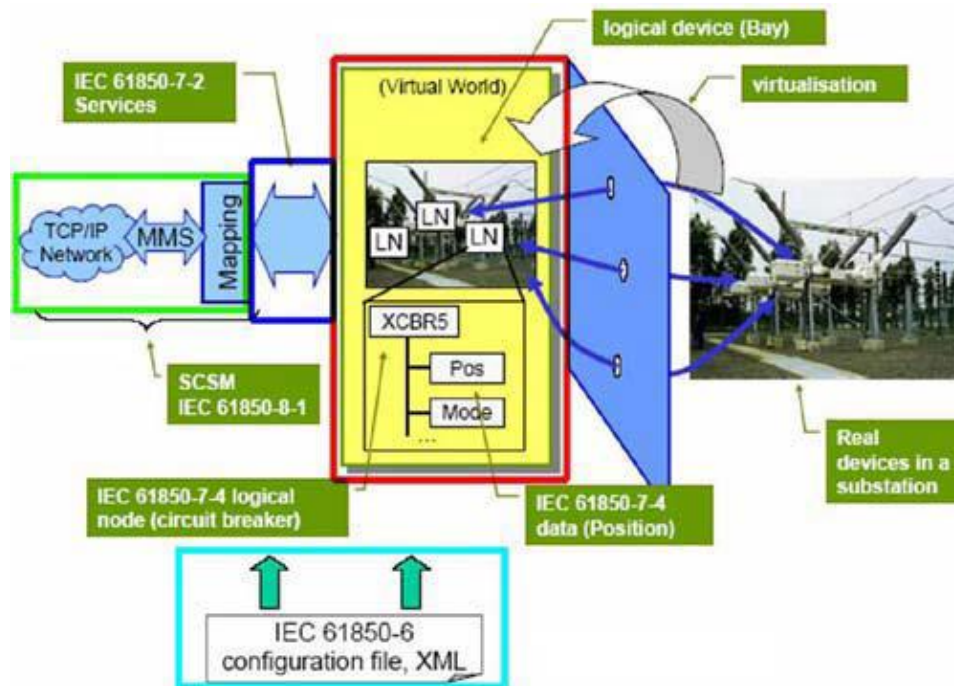 logical device (Bay)
IEC 61850-7-2
Services
(Virtual World)
virtualisation
TCP/IP
Network
MMS
Mapping
LN
LN
LN
XCBR5
Pos
Mode
...
SCSM
IEC 61850-8-1
Real
devices in a
substation
IEC 61850-7-4 logical
node (circuit breaker)
IEC 61850-7-4
data (Position)
IEC 61850-6
configuration file, XML